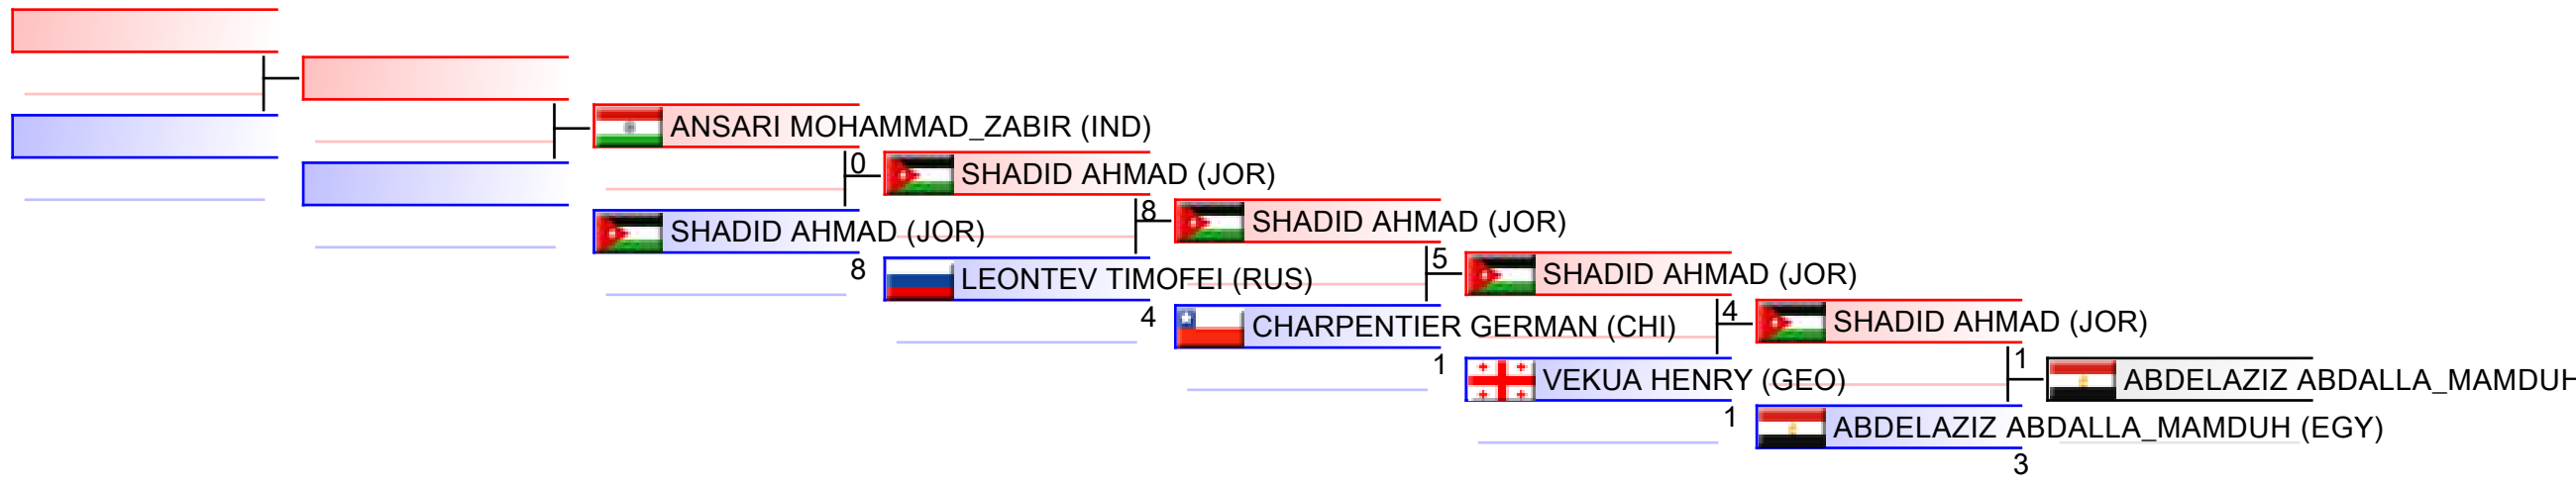 ANSARI MOHAMMAD_ZABIR (IND)
0
SHADID AHMAD (JOR)
SHADID AHMAD (JOR)
8
8
SHADID AHMAD (JOR)
LEONTEV TIMOFEI (RUS)
4
5
SHADID AHMAD (JOR)
CHARPENTIER GERMAN (CHI)
1
4
SHADID AHMAD (JOR)
VEKUA HENRY (GEO)
1
1
ABDELAZIZ ABDALLA_MAMDUH
ABDELAZIZ ABDALLA_MAMDUH (EGY)
3